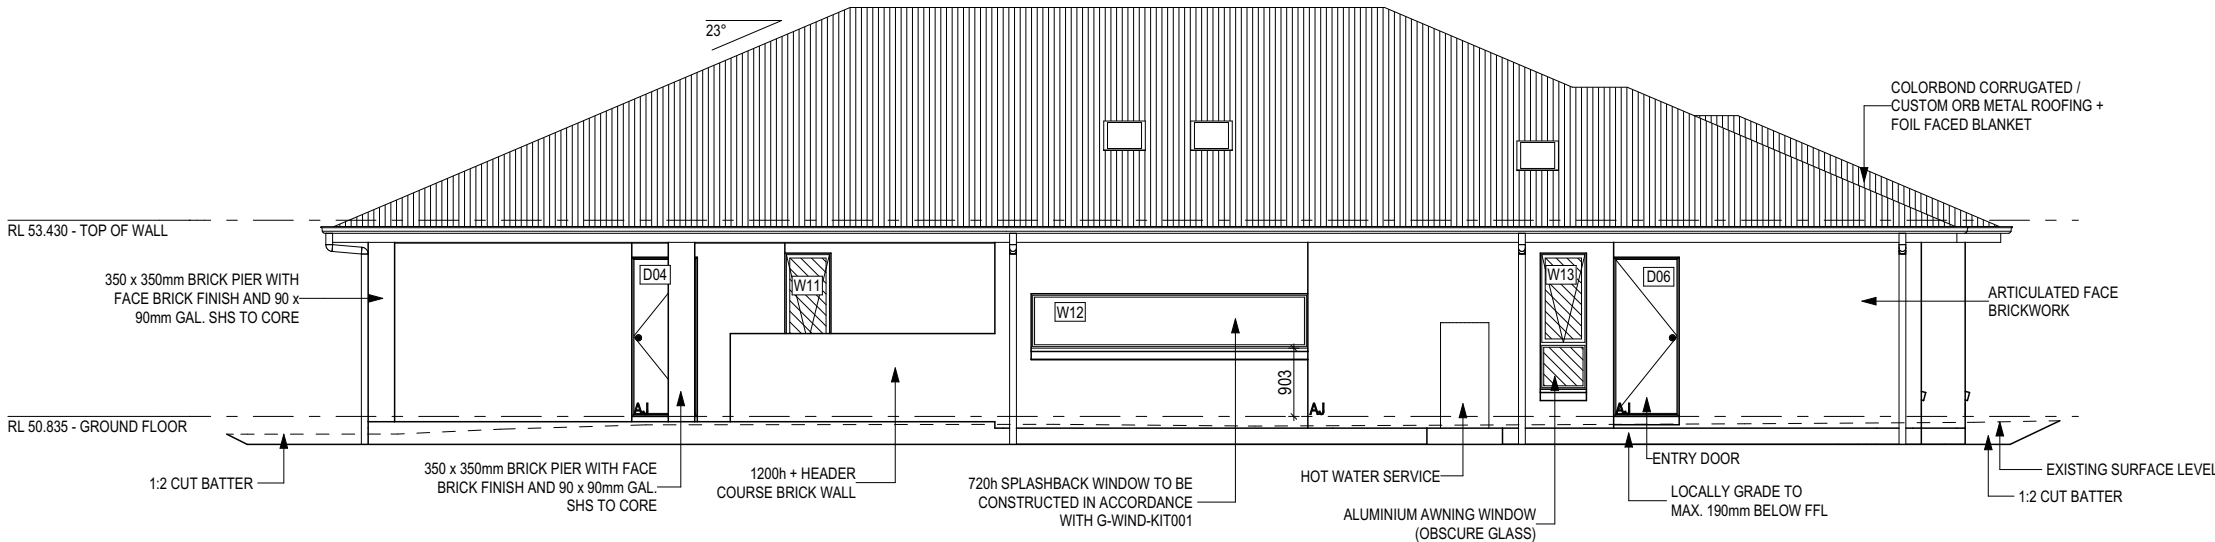 23°
COLORBOND CORRUGATED /
CUSTOM ORB METAL ROOFING +
FOIL FACED BLANKET
RL 53.430 - TOP OF WALL
350 x 350mm BRICK PIER WITH
FACE BRICK FINISH AND 90 x
90mm GAL. SHS TO CORE
D04
W11
W12
W13
D06
ARTICULATED FACE
BRICKWORK
903
AJ
AJ
AJ
RL 50.835 - GROUND FLOOR
1:2 CUT BATTER
350 x 350mm BRICK PIER WITH FACE
BRICK FINISH AND 90 x 90mm GAL.
SHS TO CORE
1200h + HEADER
COURSE BRICK WALL
720h SPLASHBACK WINDOW TO BE
CONSTRUCTED IN ACCORDANCE
WITH G-WIND-KIT001
HOT WATER SERVICE
ALUMINIUM AWNING WINDOW
(OBSCURE GLASS)
ENTRY DOOR
LOCALLY GRADE TO
MAX. 190mm BELOW FFL
EXISTING SURFACE LEVEL
1:2 CUT BATTER